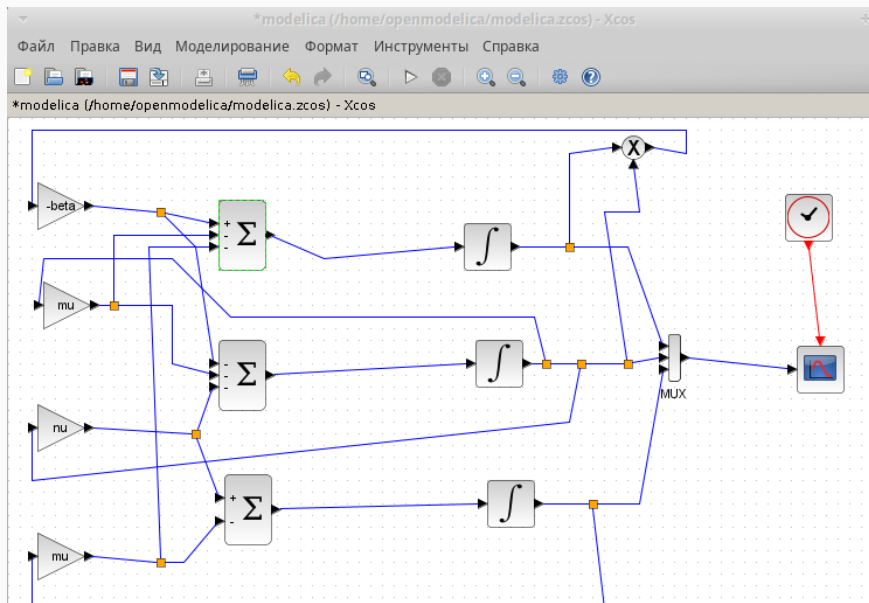 *modelica (/home/openmodelica/modelica.zcos) - Xcos
Файл Правка Вид Моделирование Формат Инструменты Справка
*modelica (/home/openmodelica/modelica.zcos) - Xcos
X
-beta
+
-
-
Σ
∫
mu
-
-
-
Σ
∫
MUX
nu
+
-
Σ
∫
mu